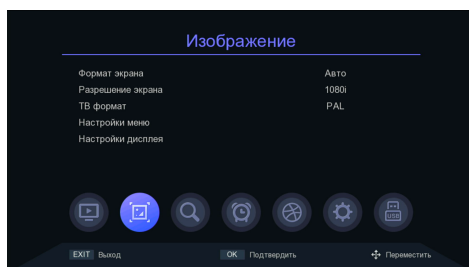 Изображение
Формат экрана Авто
Разрешение экрана 1080i
ТВ формат PAL
Настройки меню
Настройки дисплея
USB
EXIT Выход OK Подтвердить Переместить